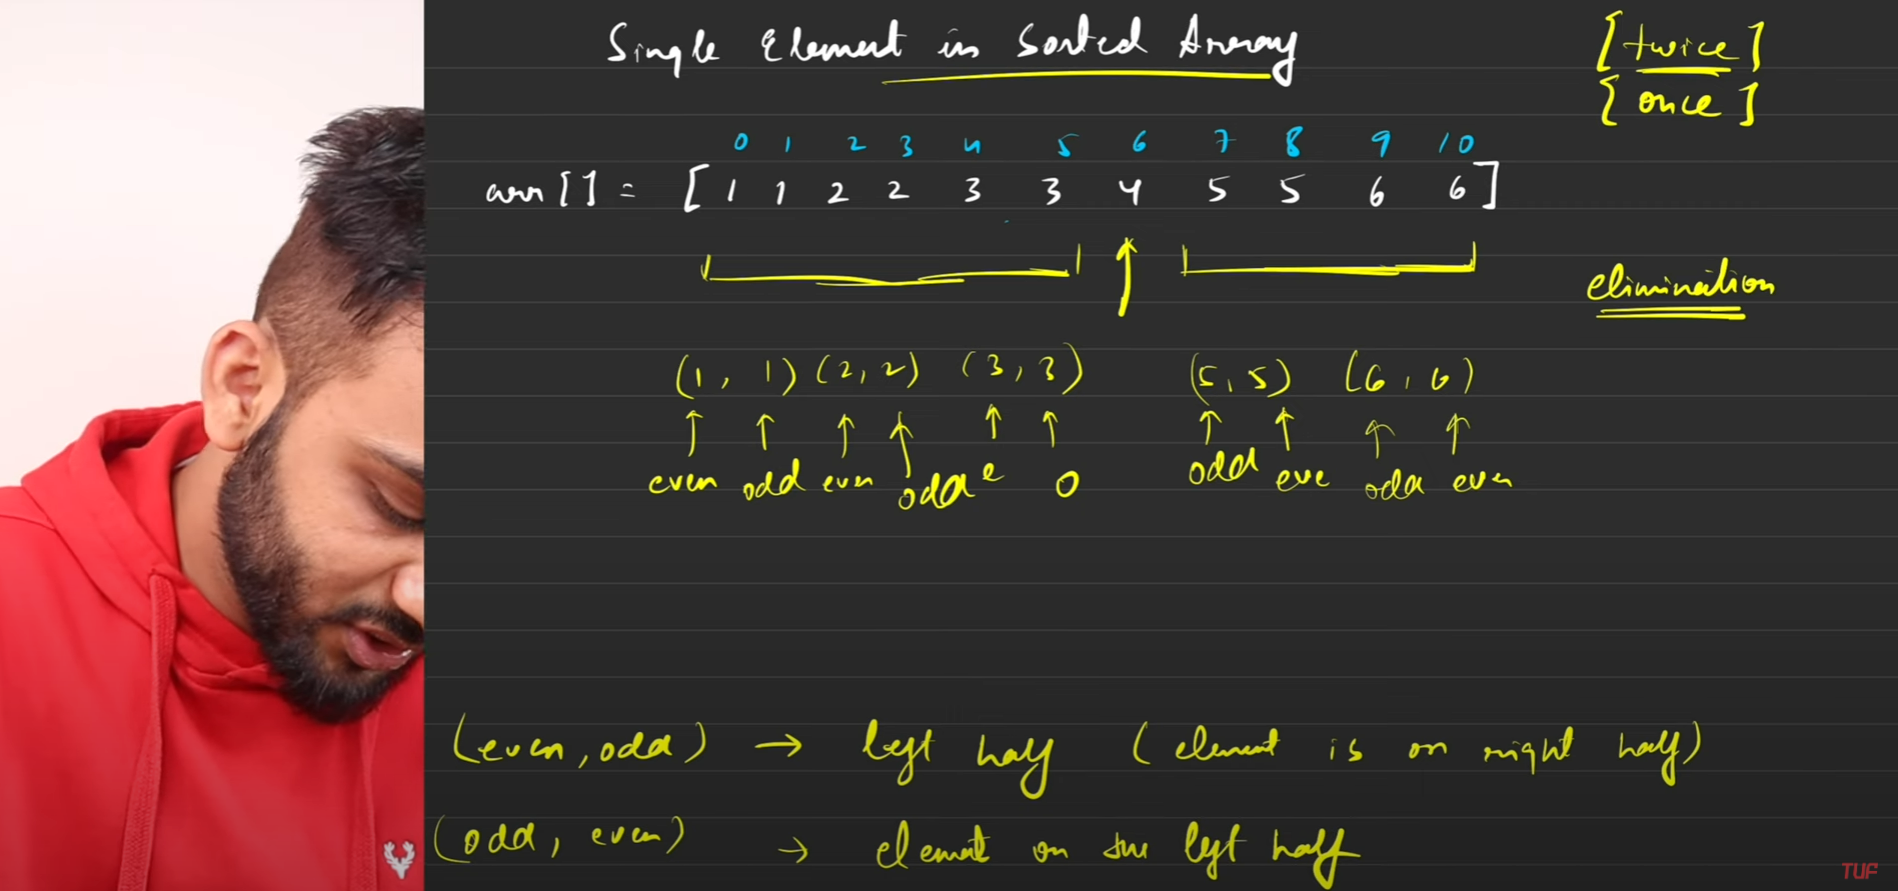 Single Element in Sorted Array
[twice]
[once]
0 1 2 3 4 5 6 7 8 9 10
arr [] = [ 1 1 2 2 3 3 4 5 5 6 6 ]
elimination
(1, 1) (2, 2) (3, 3) (5, 5) (6, 6)
even odd even odd e o odd eve odd even
(even, odd) → left half (element is on right half)
(odd, even) → element on the left half
TUF